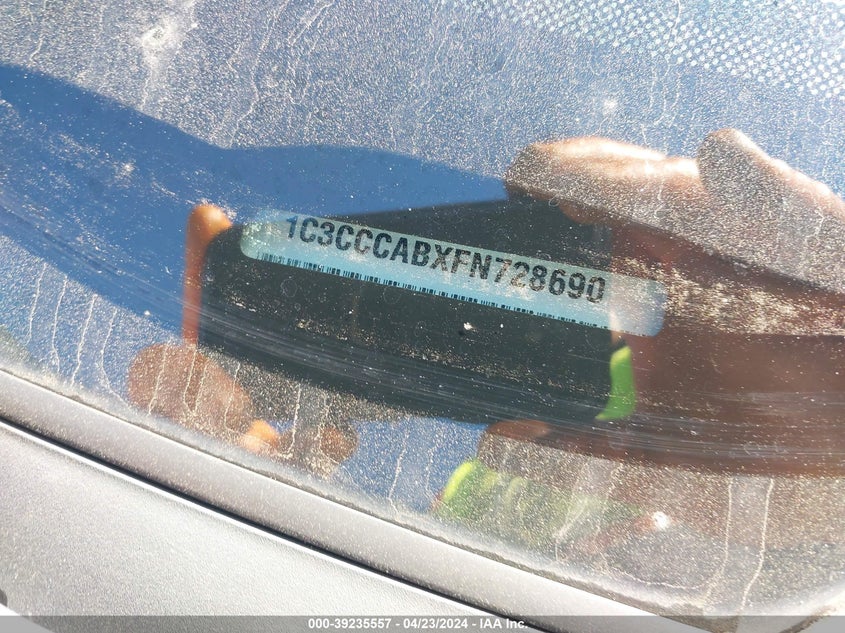 1C3CCCABXFN728690
000-39235557 - 04/23/2024 - IAA Inc.